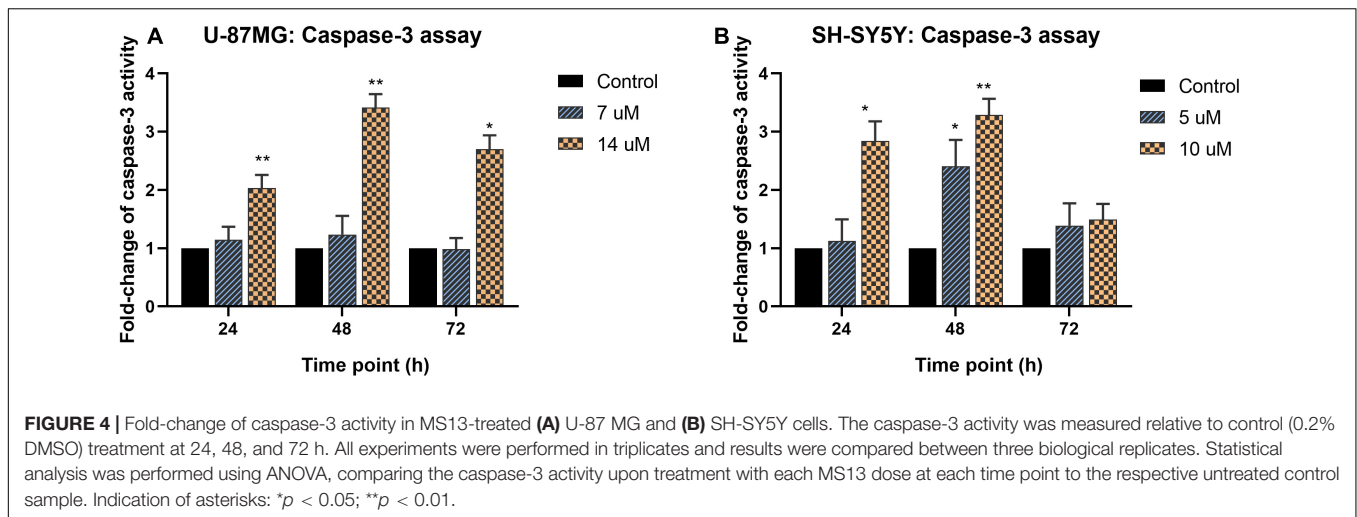 A U-87MG: Caspase-3 assay
Fold-change of caspase-3 activity
4
3
2
1
0
** ** *
24 48 72
Time point (h)
Control
7 uM
14 uM
B SH-SY5Y: Caspase-3 assay
Fold-change of caspase-3 activity
4
3
2
1
0
* * **
24 48 72
Time point (h)
Control
5 uM
10 uM
FIGURE 4 | Fold-change of caspase-3 activity in MS13-treated (A) U-87 MG and (B) SH-SY5Y cells. The caspase-3 activity was measured relative to control (0.2%
DMSO) treatment at 24, 48, and 72 h. All experiments were performed in triplicates and results were compared between three biological replicates. Statistical
analysis was performed using ANOVA, comparing the caspase-3 activity upon treatment with each MS13 dose at each time point to the respective untreated control
sample. Indication of asterisks: *p < 0.05; **p < 0.01.